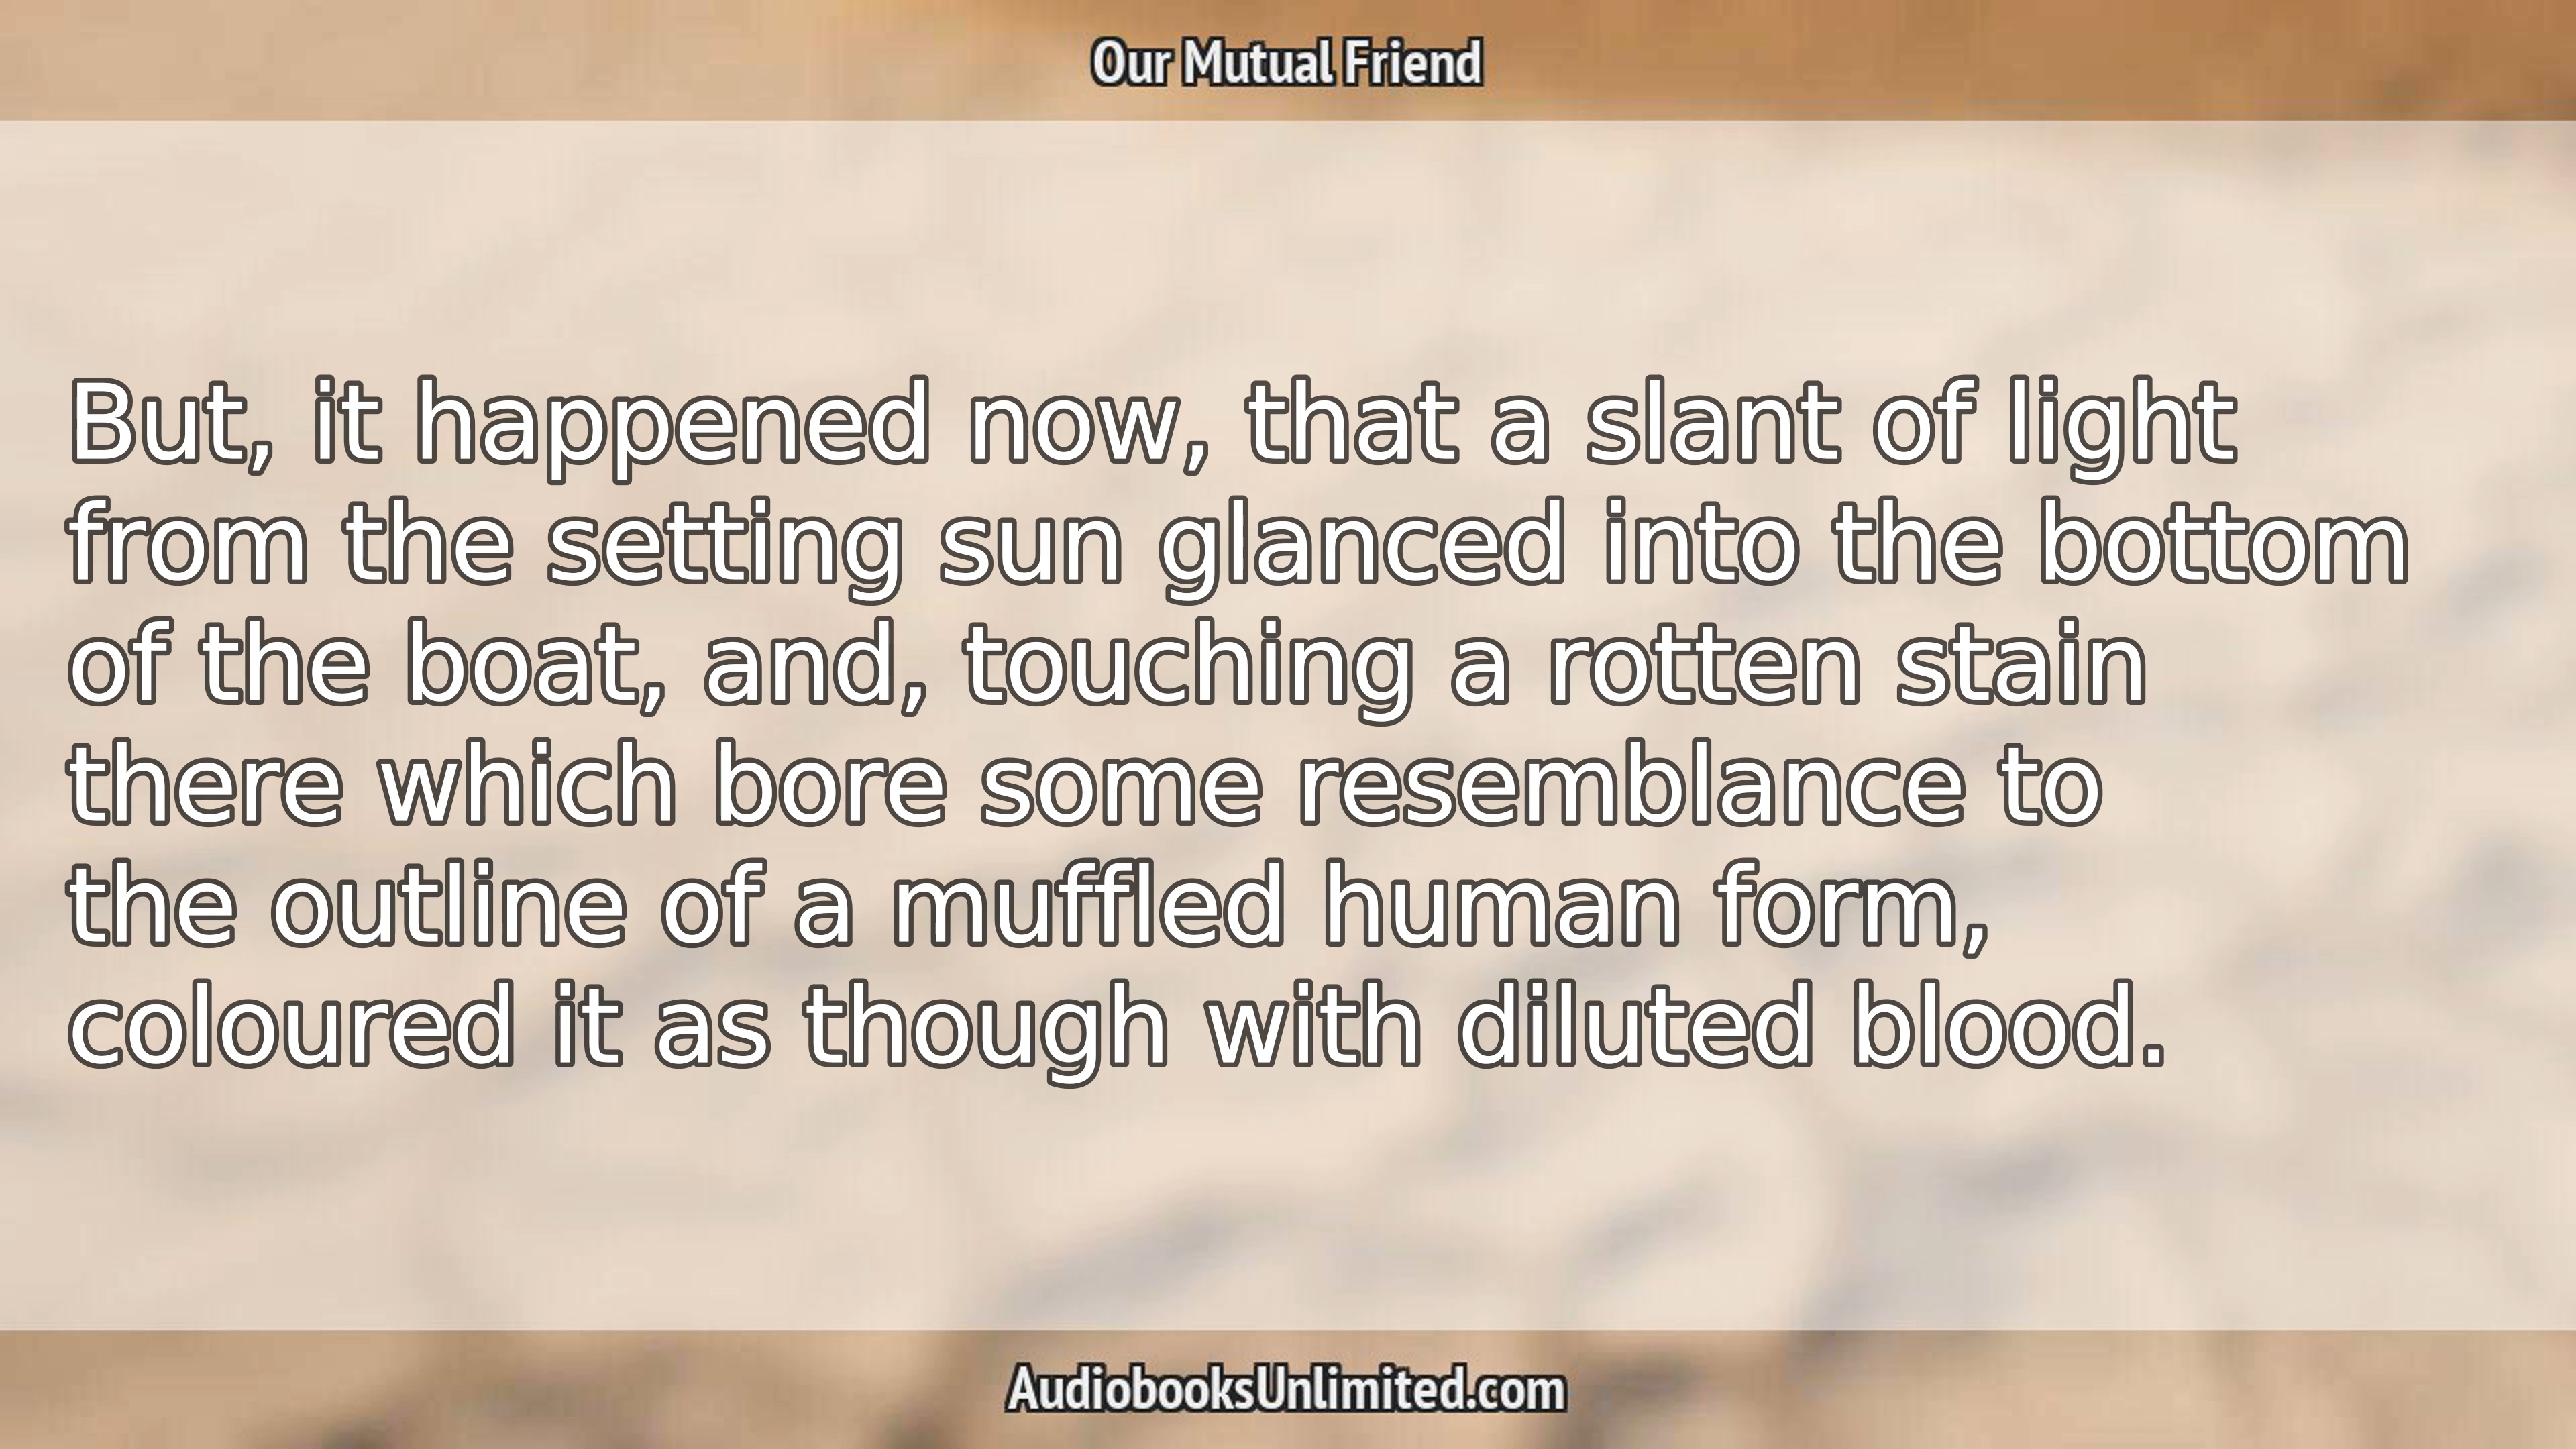 Our Mutual Friend
But, it happened now, that a slant of light
from the setting sun glanced into the bottom
of the boat, and, touching a rotten stain
there which bore some resemblance to
the outline of a muffled human form,
coloured it as though with diluted blood.
AudiobooksUnlimited.com